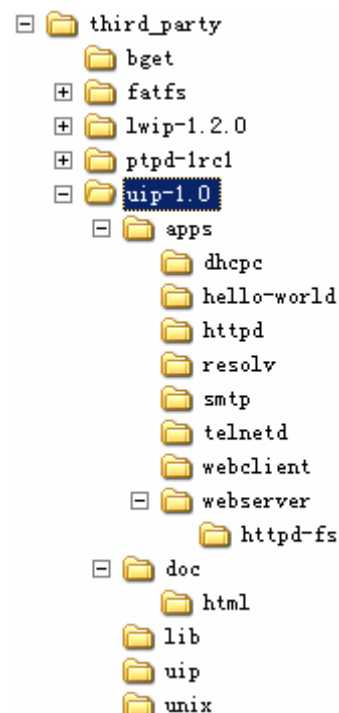 third_party
bget
fatfs
lwip-1.2.0
ptpd-1rc1
uip-1.0
apps
dhcpc
hello-world
httpd
resolv
smtp
telnetd
webclient
webserver
httpd-fs
doc
html
lib
uip
unix